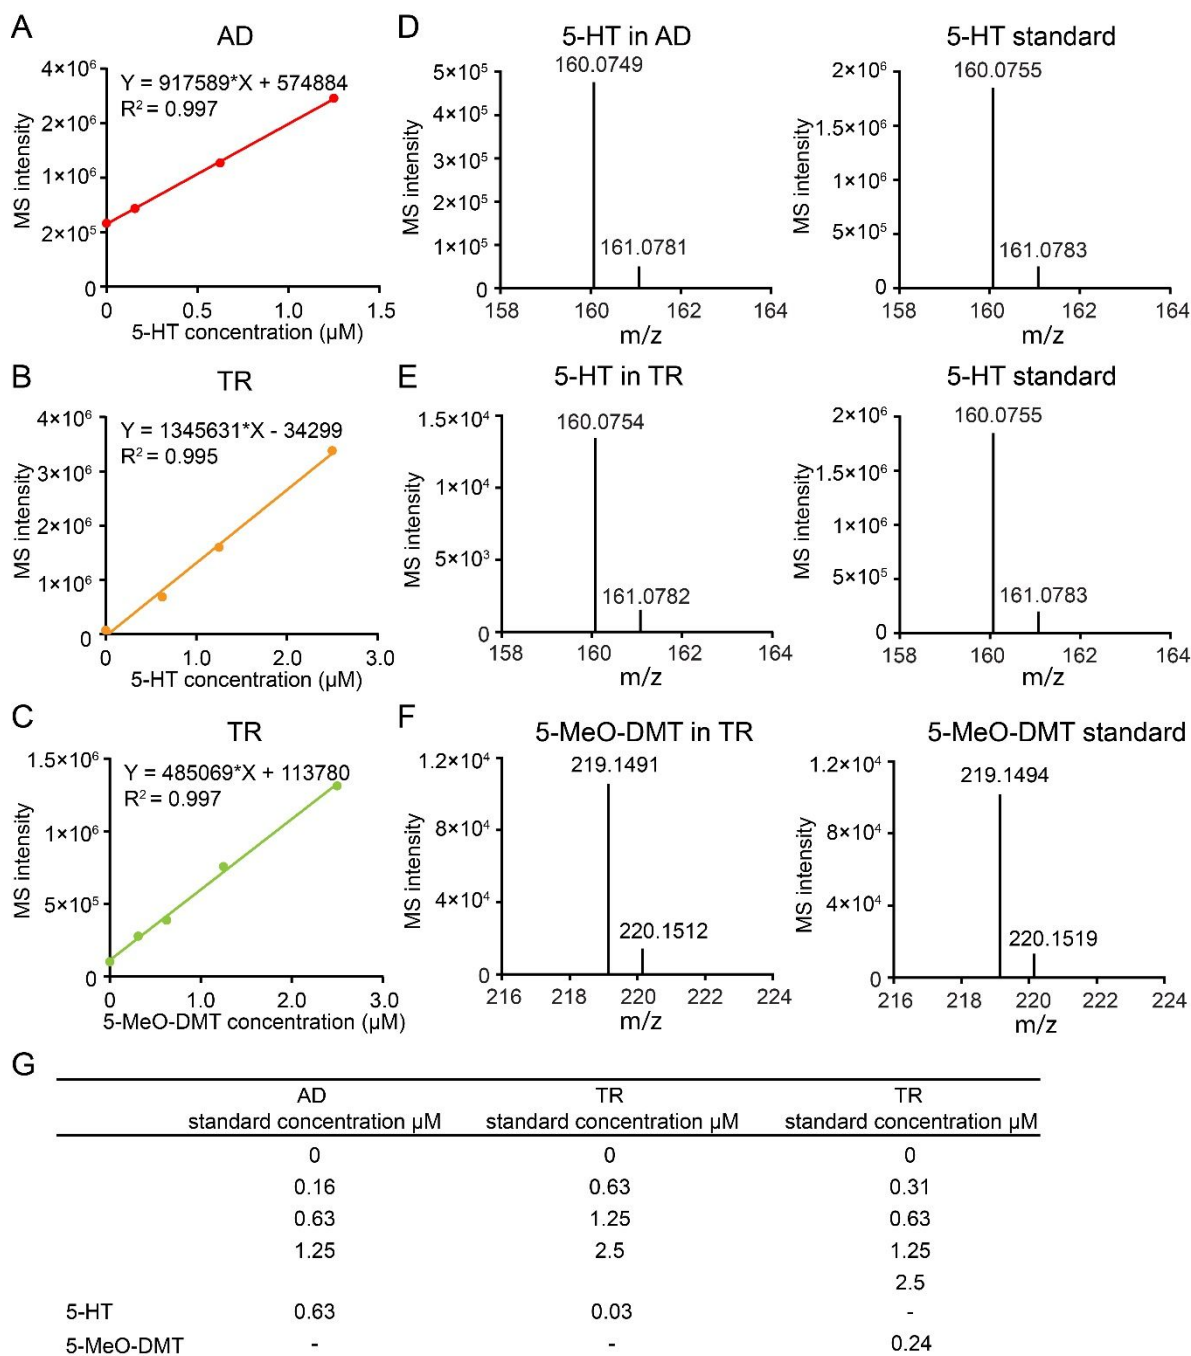 A
AD
Y = 917589*X + 574884
R² = 0.997
4×10⁶
2×10⁶
1×10⁶
2×10⁵
0
MS intensity
0 0.5 1.0 1.5
5-HT concentration (µM)
D
5-HT in AD
160.0749
161.0781
5×10⁵
4×10⁵
3×10⁵
2×10⁵
1×10⁵
0
MS intensity
158 160 162 164
m/z
5-HT standard
160.0755
161.0783
2×10⁶
1.5×10⁶
1×10⁶
5×10⁵
0
MS intensity
158 160 162 164
m/z
B
TR
Y = 1345631*X - 34299
R² = 0.995
4×10⁶
3×10⁶
2×10⁶
1×10⁶
0
MS intensity
0 1.0 2.0 3.0
5-HT concentration (µM)
E
5-HT in TR
160.0754
161.0782
1.5×10⁴
1×10⁴
5×10³
0
MS intensity
158 160 162 164
m/z
5-HT standard
160.0755
161.0783
2×10⁶
1.5×10⁶
1×10⁶
5×10⁵
0
MS intensity
158 160 162 164
m/z
C
TR
Y = 485069*X + 113780
R² = 0.997
1.5×10⁶
1×10⁶
5×10⁵
0
MS intensity
0 1.0 2.0 3.0
5-MeO-DMT concentration (µM)
F
5-MeO-DMT in TR
219.1491
220.1512
1.2×10⁴
8×10⁴
4×10⁴
0
MS intensity
216 218 220 222 224
m/z
5-MeO-DMT standard
219.1494
220.1519
1.2×10⁴
8×10⁴
4×10⁴
0
MS intensity
216 218 220 222 224
m/z
G
AD TR TR
standard concentration µM standard concentration µM standard concentration µM
0 0 0
0.16 0.63 0.31
0.63 1.25 0.63
1.25 2.5 1.25
2.5
5-HT 0.63 0.03 -
5-MeO-DMT - - 0.24